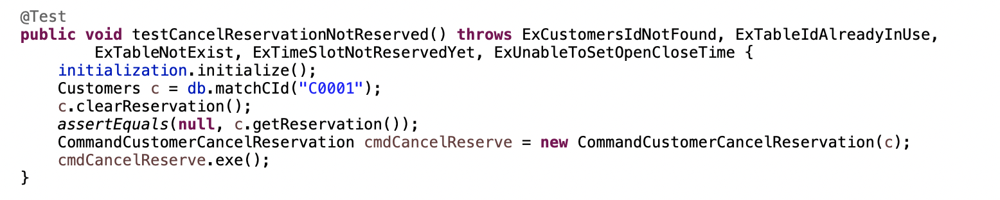 @Test
public void testCancelReservationNotReserved() throws ExCustomersIdNotFound, ExTableIdAlreadyInUse,
        ExTableNotExist, ExTimeSlotNotReservedYet, ExUnableToSetOpenCloseTime {
    initialization.initialize();
    Customers c = db.matchCId("C0001");
    c.clearReservation();
    assertEquals(null, c.getReservation());
    CommandCustomerCancelReservation cmdCancelReserve = new CommandCustomerCancelReservation(c);
    cmdCancelReserve.exe();
}